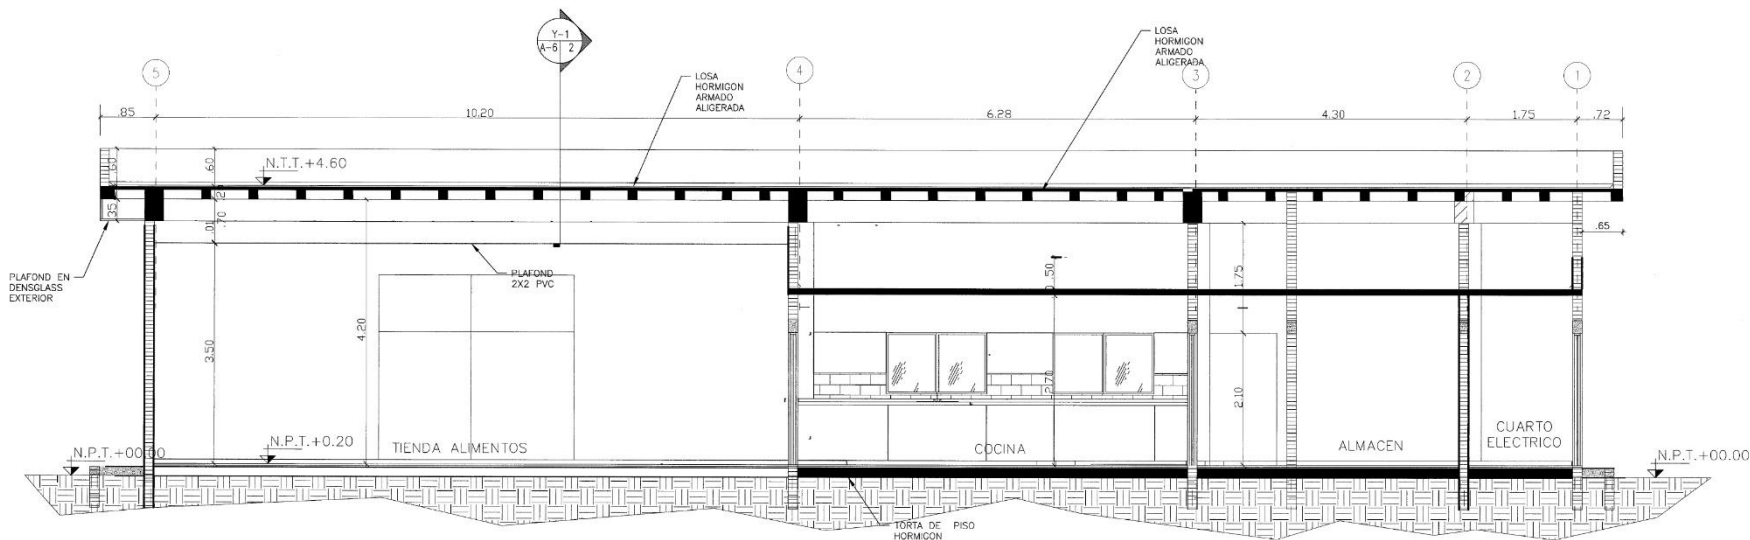 Y-1
A-6 2
5
4
3
2
1
LOSA
HORMIGON
ARMADO
ALIGERADA
LOSA
HORMIGON
ARMADO
ALIGERADA
.85
10.20
6.28
4.30
1.75
.72
.60
.60
N.T.T.+4.60
.35
.70
.65
PLAFOND EN
DENSGLASS
EXTERIOR
PLAFOND
2X2 PVC
.50
1.75
4.20
3.50
2.70
2.10
N.P.T.+00.00
N.P.T.+0.20
TIENDA ALIMENTOS
COCINA
ALMACEN
CUARTO
ELECTRICO
N.P.T.+00.00
TORTA DE PISO
HORMIGON